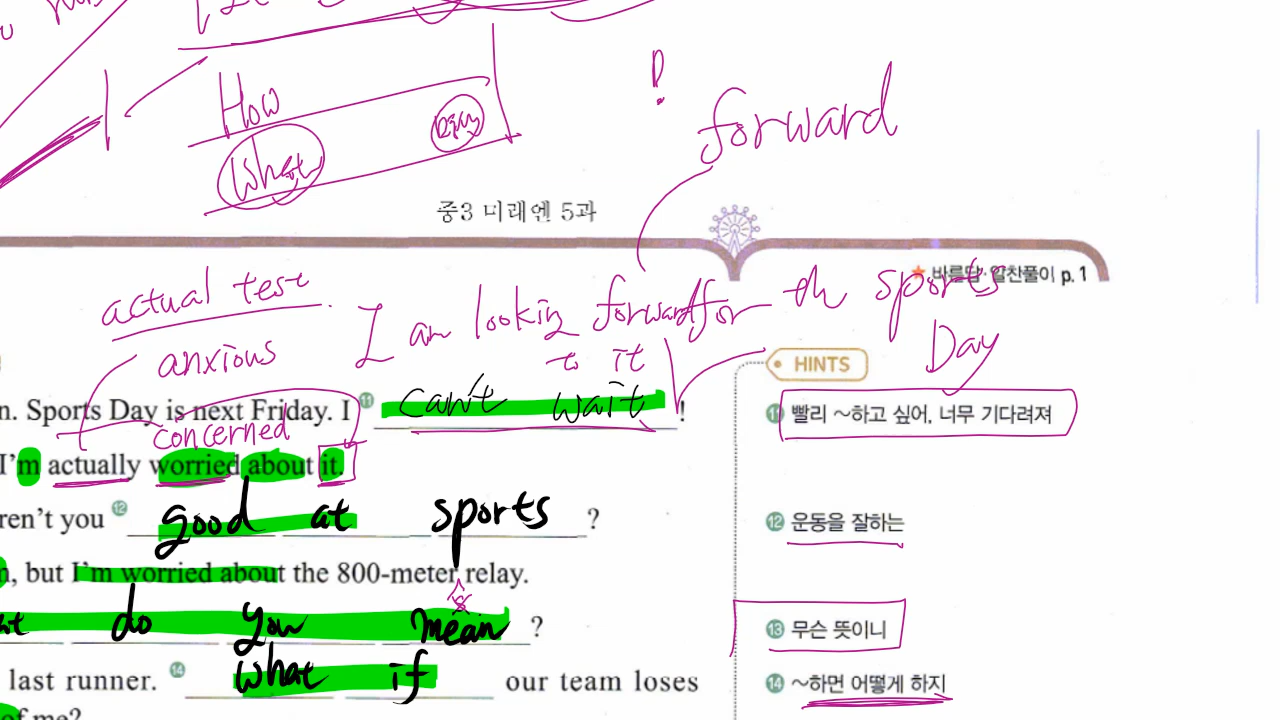 How
What
?
forward
중3 미래엔 5과
바른답·알찬풀이 p. 1
actual test
I am looking forward for th sports Day
anxious
to it
HINTS
n. Sports Day is next Friday. I ⑪ can't wait !
⑪ 빨리 ~하고 싶어, 너무 기다려져
concerned
I'm actually worried about it.
ren't you ⑫ good at sports ?
⑫ 운동을 잘하는
, but I'm worried about the 800-meter relay.
s
do you mean ?
⑬ 무슨 뜻이니
last runner. ⑭ what if our team loses
⑭ ~하면 어떻게 하지
of me?